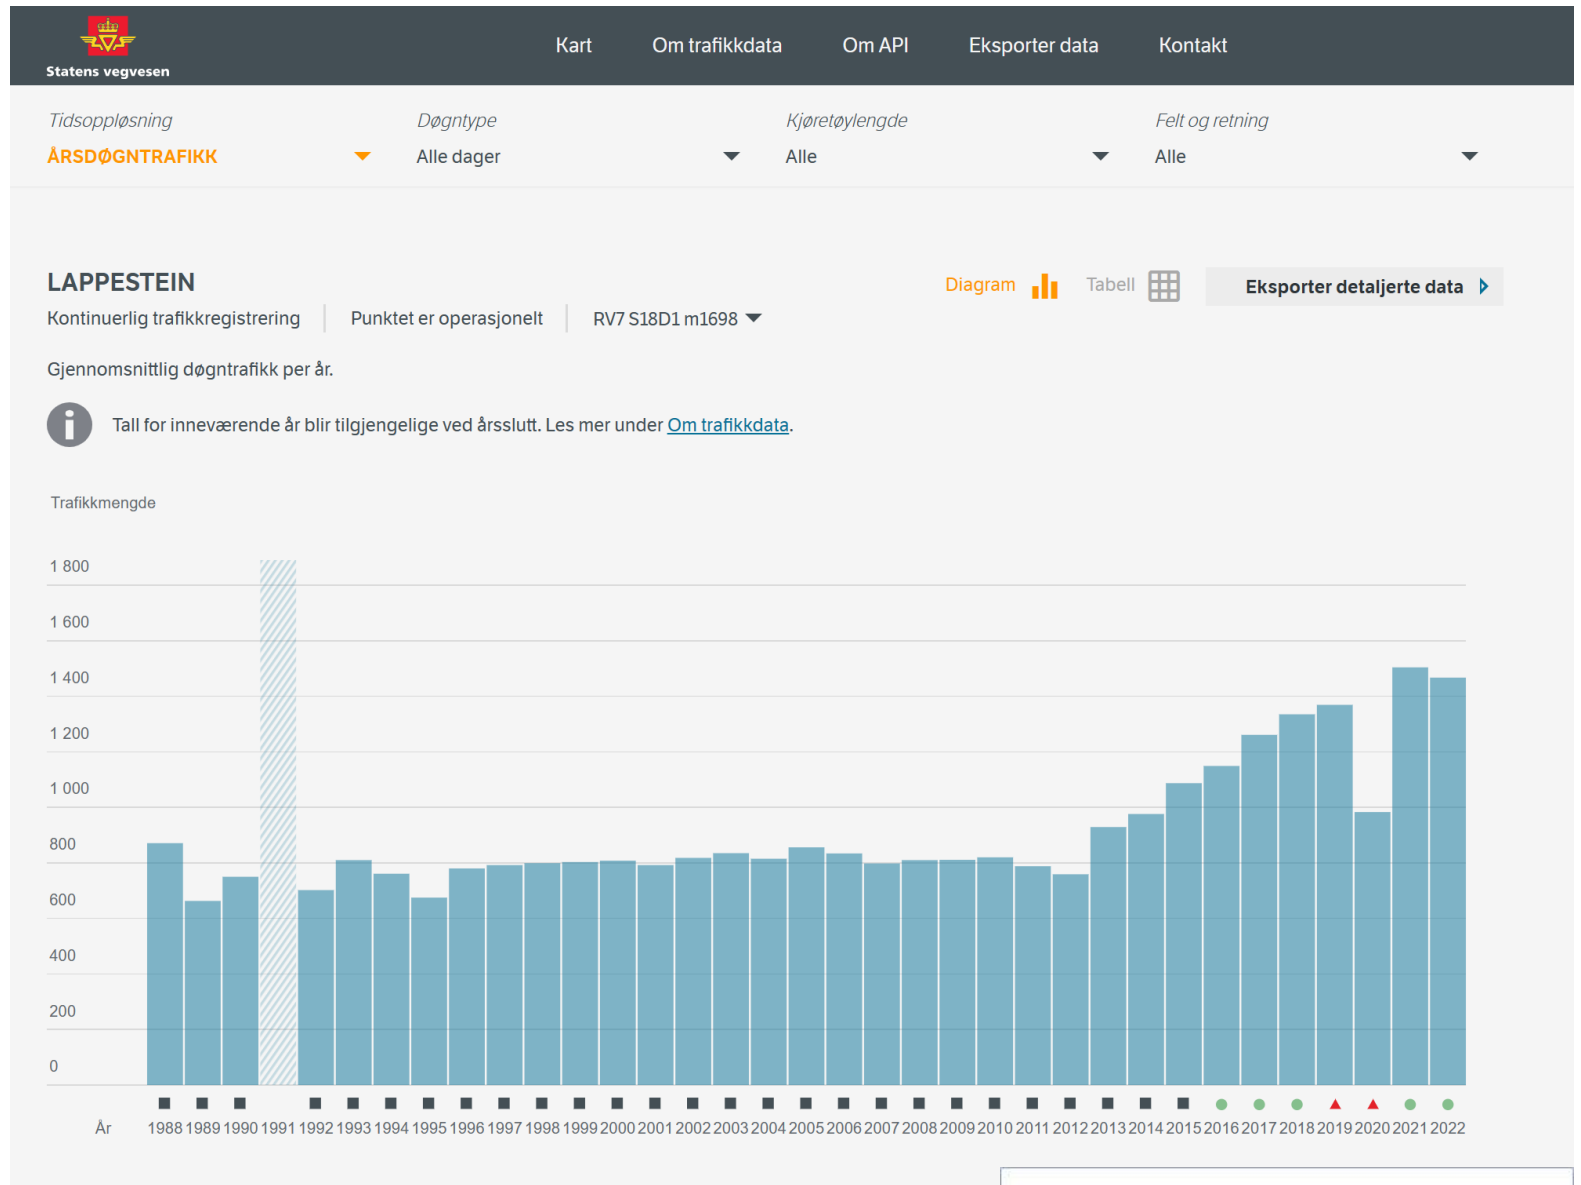 Statens vegvesen
Kart Om trafikkdata Om API Eksporter data Kontakt
Tidsoppløsning Døgntype Kjøretøylengde Felt og retning
ÅRSDØGNTRAFIKK Alle dager Alle Alle
LAPPESTEIN
Diagram Tabell Eksporter detaljerte data
Kontinuerlig trafikkregistrering Punktet er operasjonelt RV7 S18D1 m1698
Gjennomsnittlig døgntrafikk per år.
Tall for inneværende år blir tilgjengelige ved årsslutt. Les mer under Om trafikkdata.
Trafikkmengde
1 800
1 600
1 400
1 200
1 000
800
600
400
200
0
År 1988 1989 1990 1991 1992 1993 1994 1995 1996 1997 1998 1999 2000 2001 2002 2003 2004 2005 2006 2007 2008 2009 2010 2011 2012 2013 2014 2015 2016 2017 2018 2019 2020 2021 2022